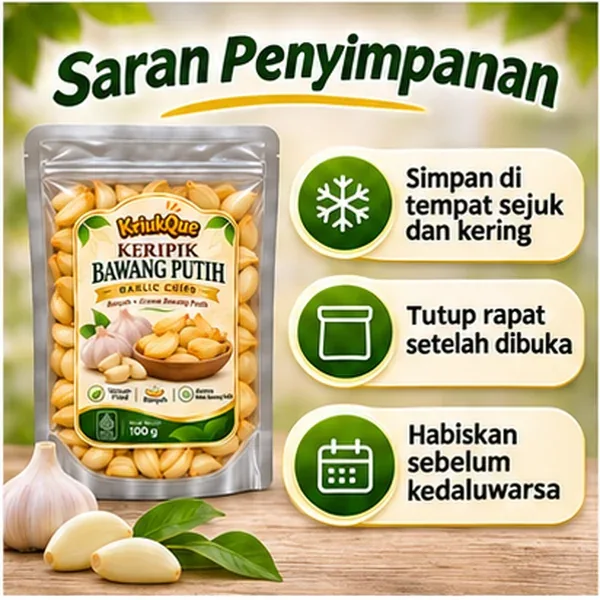 Saran Penyimpanan
KriukQue
KERIPIK
BAWANG PUTIH
100 g
Simpan di
tempat sejuk
dan kering
Tutup rapat
setelah dibuka
Habiskan
sebelum
kedaluwarsa